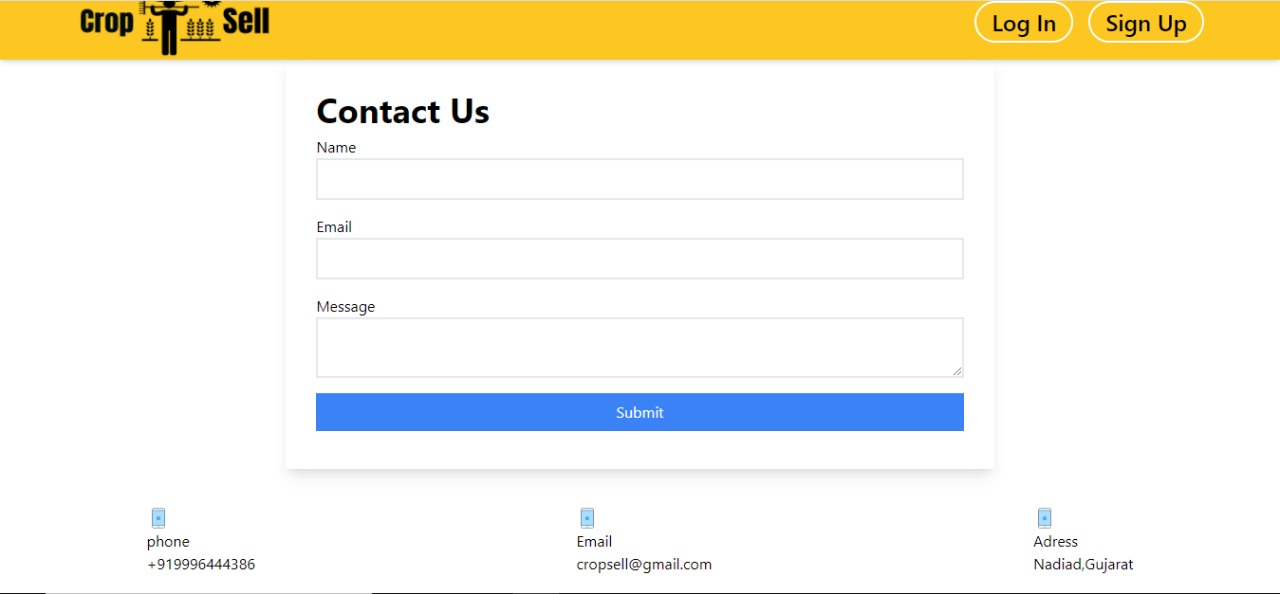 Crop Sell
Log In Sign Up
Contact Us
Name
Email
Message
Submit
phone Email Adress
+919996444386 cropsell@gmail.com Nadiad,Gujarat